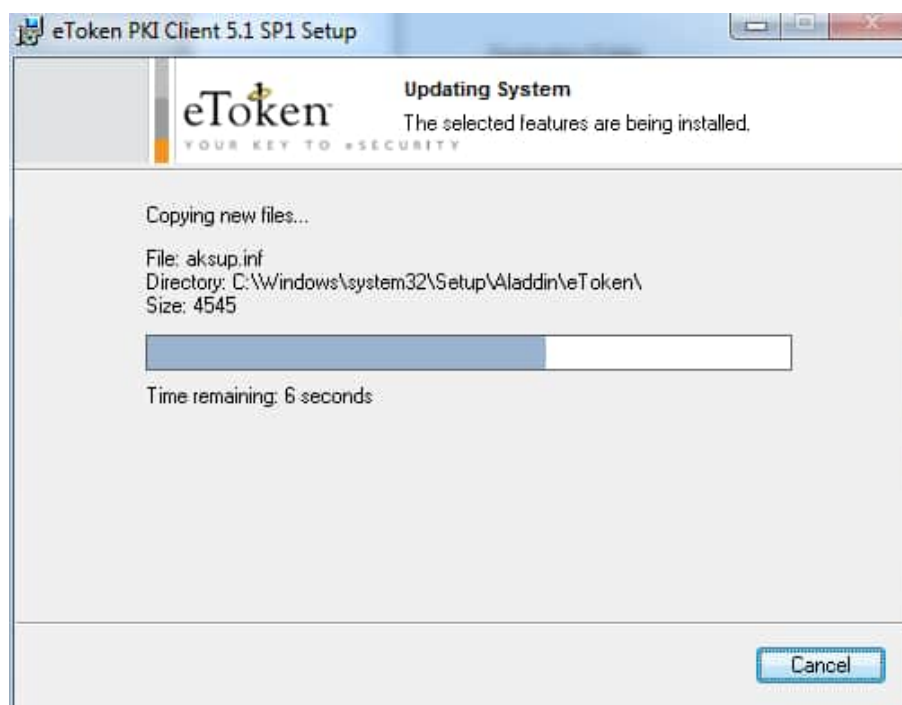 eToken PKI Client 5.1 SP1 Setup
eToken
YOUR KEY TO eSECURITY
Updating System
The selected features are being installed.
Copying new files...
File: aksup.inf
Directory: C:\Windows\system32\Setup\Aladdin\eToken\
Size: 4545
Time remaining: 6 seconds
Cancel